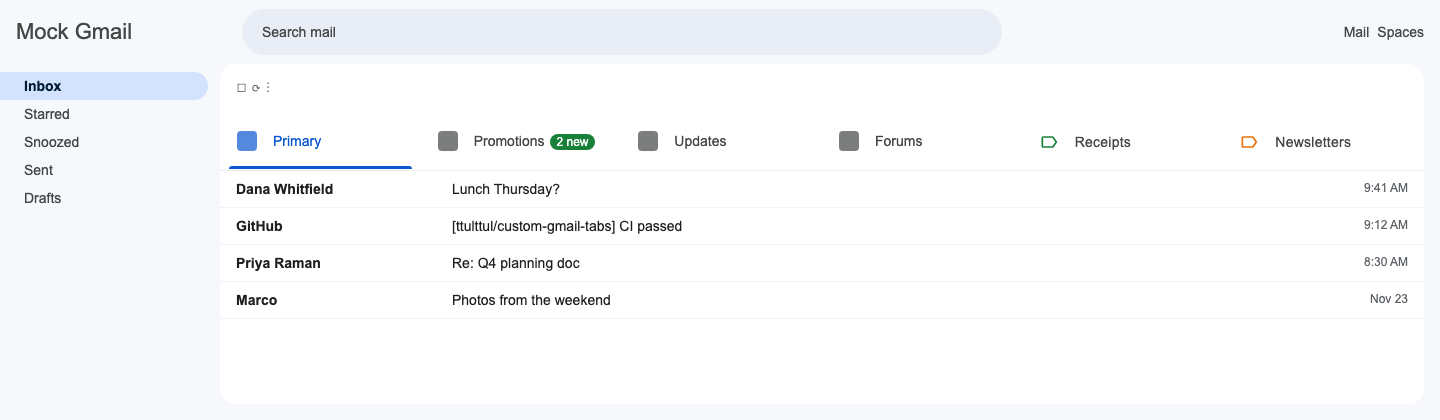 Mock Gmail
Search mail
Mail Spaces
Inbox
Starred
Snoozed
Sent
Drafts
Primary
Promotions 2 new
Updates
Forums
Receipts
Newsletters
Dana Whitfield Lunch Thursday? 9:41 AM
GitHub [ttulttul/custom-gmail-tabs] CI passed 9:12 AM
Priya Raman Re: Q4 planning doc 8:30 AM
Marco Photos from the weekend Nov 23